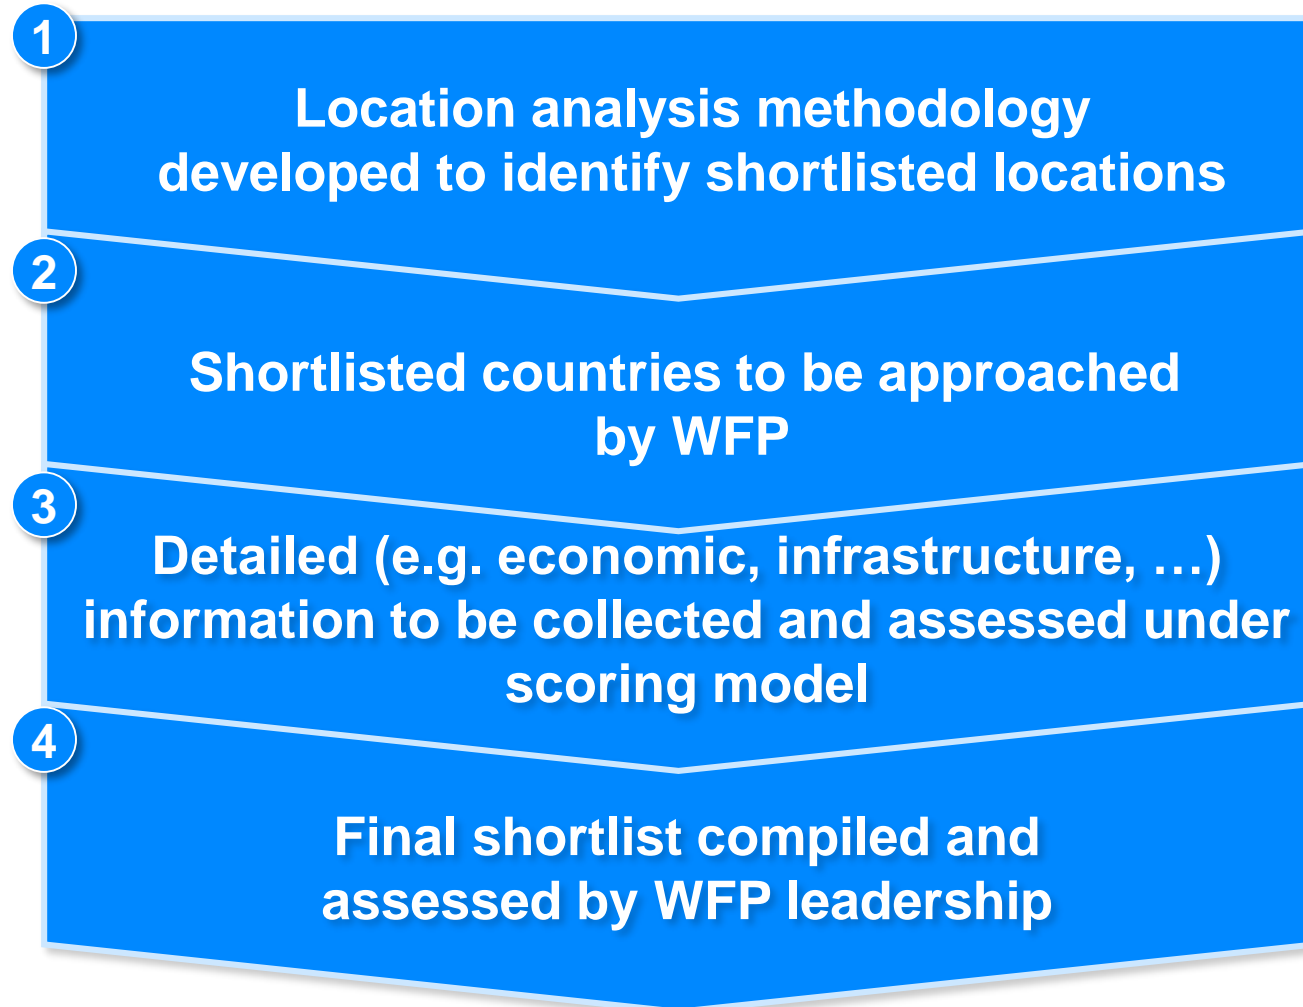 1
Location analysis methodology
developed to identify shortlisted locations
2
Shortlisted countries to be approached
by WFP
3
Detailed (e.g. economic, infrastructure, …)
information to be collected and assessed under
scoring model
4
Final shortlist compiled and
assessed by WFP leadership